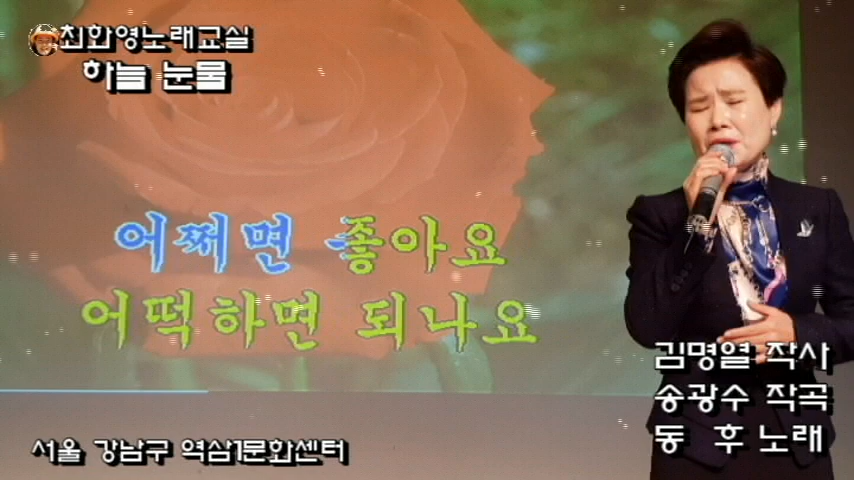 최화영노래교실
하늘 눈물
어쩌면 좋아요
어떡하면 되나요
김명열 작사
송광수 작곡
동 후 노래
서울 강남구 역삼1문화센터